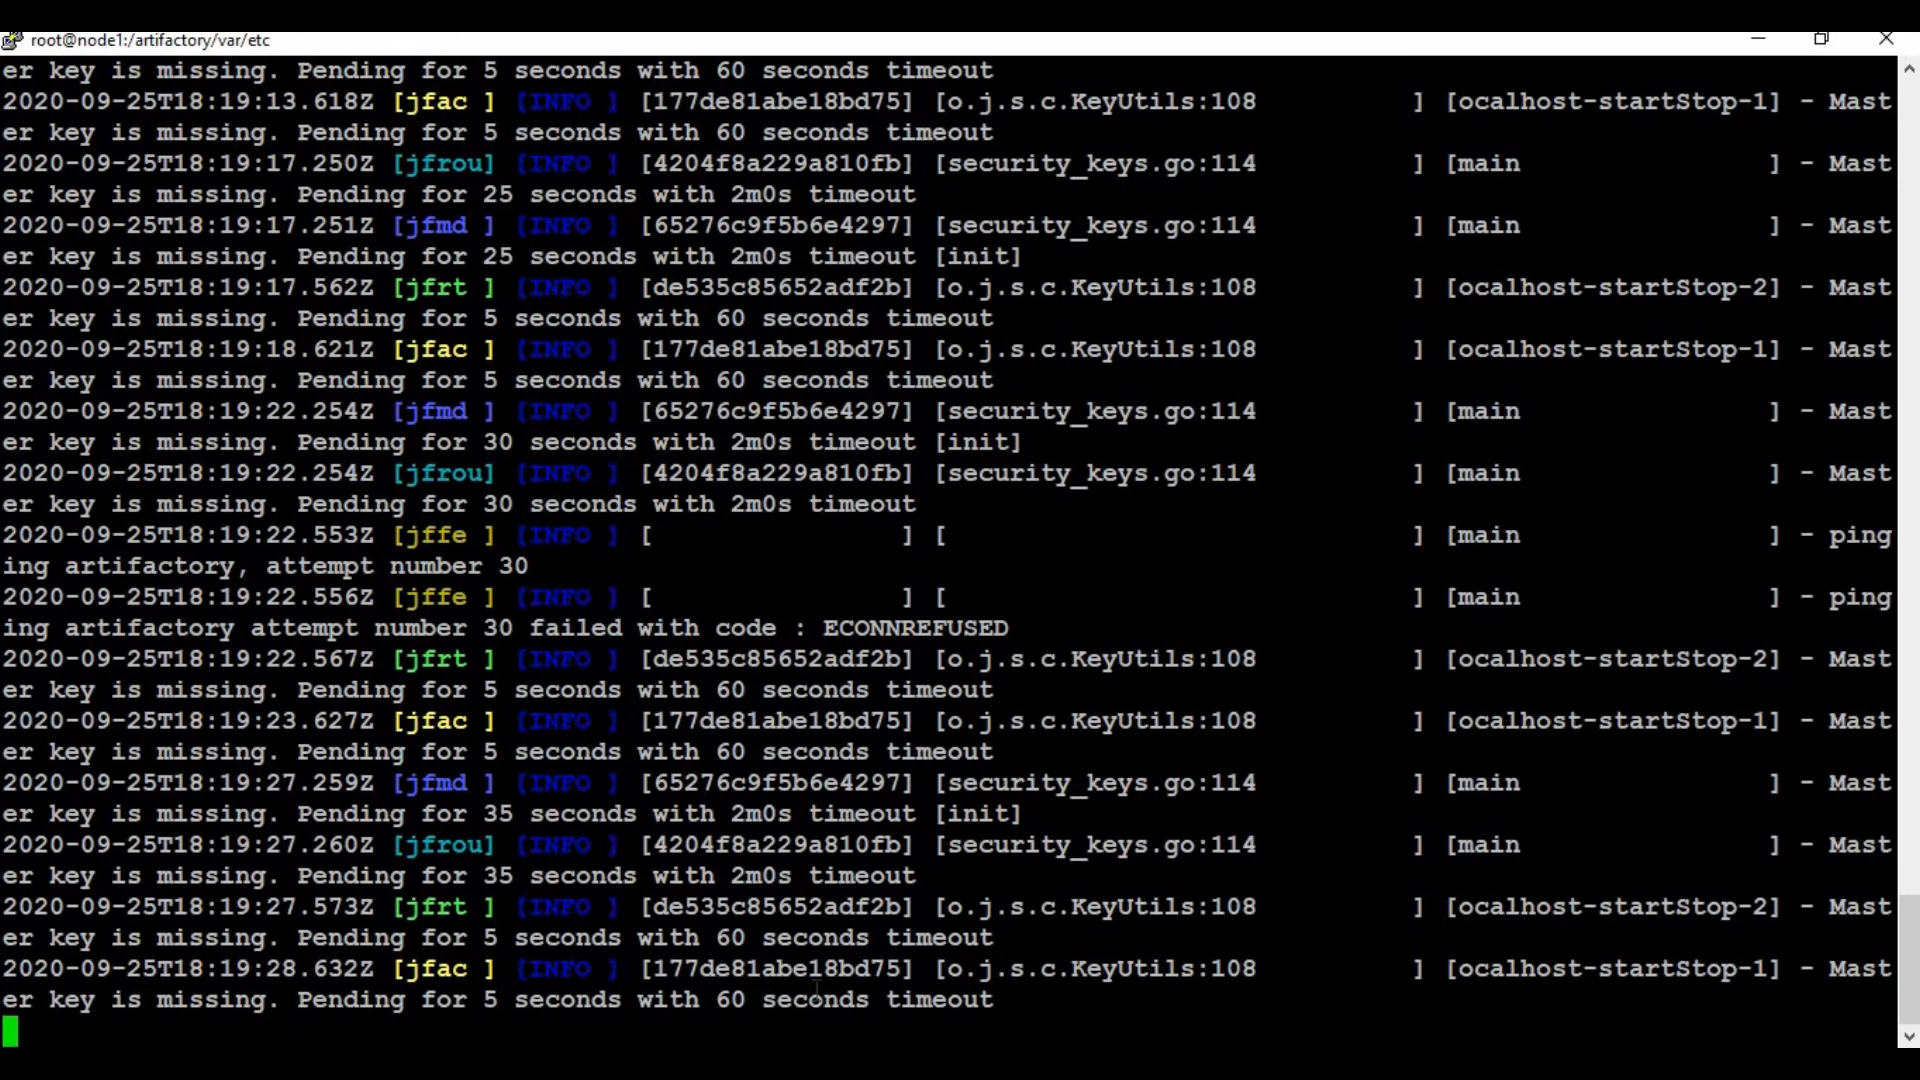 root@node1:/artifactory/var/etc
er key is missing. Pending for 5 seconds with 60 seconds timeout
2020-09-25T18:19:13.618Z [jfac ] [INFO ] [177de81abe18bd75] [o.j.s.c.KeyUtils:108          ] [ocalhost-startStop-1] - Mast
er key is missing. Pending for 5 seconds with 60 seconds timeout
2020-09-25T18:19:17.250Z [jfrou] [INFO ] [4204f8a229a810fb] [security_keys.go:114          ] [main                ] - Mast
er key is missing. Pending for 25 seconds with 2m0s timeout
2020-09-25T18:19:17.251Z [jfmd ] [INFO ] [65276c9f5b6e4297] [security_keys.go:114          ] [main                ] - Mast
er key is missing. Pending for 25 seconds with 2m0s timeout [init]
2020-09-25T18:19:17.562Z [jfrt ] [INFO ] [de535c85652adf2b] [o.j.s.c.KeyUtils:108          ] [ocalhost-startStop-2] - Mast
er key is missing. Pending for 5 seconds with 60 seconds timeout
2020-09-25T18:19:18.621Z [jfac ] [INFO ] [177de81abe18bd75] [o.j.s.c.KeyUtils:108          ] [ocalhost-startStop-1] - Mast
er key is missing. Pending for 5 seconds with 60 seconds timeout
2020-09-25T18:19:22.254Z [jfmd ] [INFO ] [65276c9f5b6e4297] [security_keys.go:114          ] [main                ] - Mast
er key is missing. Pending for 30 seconds with 2m0s timeout [init]
2020-09-25T18:19:22.254Z [jfrou] [INFO ] [4204f8a229a810fb] [security_keys.go:114          ] [main                ] - Mast
er key is missing. Pending for 30 seconds with 2m0s timeout
2020-09-25T18:19:22.553Z [jffe ] [INFO ] [                ] [                              ] [main                ] - ping
ing artifactory, attempt number 30
2020-09-25T18:19:22.556Z [jffe ] [INFO ] [                ] [                              ] [main                ] - ping
ing artifactory attempt number 30 failed with code : ECONNREFUSED
2020-09-25T18:19:22.567Z [jfrt ] [INFO ] [de535c85652adf2b] [o.j.s.c.KeyUtils:108          ] [ocalhost-startStop-2] - Mast
er key is missing. Pending for 5 seconds with 60 seconds timeout
2020-09-25T18:19:23.627Z [jfac ] [INFO ] [177de81abe18bd75] [o.j.s.c.KeyUtils:108          ] [ocalhost-startStop-1] - Mast
er key is missing. Pending for 5 seconds with 60 seconds timeout
2020-09-25T18:19:27.259Z [jfmd ] [INFO ] [65276c9f5b6e4297] [security_keys.go:114          ] [main                ] - Mast
er key is missing. Pending for 35 seconds with 2m0s timeout [init]
2020-09-25T18:19:27.260Z [jfrou] [INFO ] [4204f8a229a810fb] [security_keys.go:114          ] [main                ] - Mast
er key is missing. Pending for 35 seconds with 2m0s timeout
2020-09-25T18:19:27.573Z [jfrt ] [INFO ] [de535c85652adf2b] [o.j.s.c.KeyUtils:108          ] [ocalhost-startStop-2] - Mast
er key is missing. Pending for 5 seconds with 60 seconds timeout
2020-09-25T18:19:28.632Z [jfac ] [INFO ] [177de81abe18bd75] [o.j.s.c.KeyUtils:108          ] [ocalhost-startStop-1] - Mast
er key is missing. Pending for 5 seconds with 60 seconds timeout